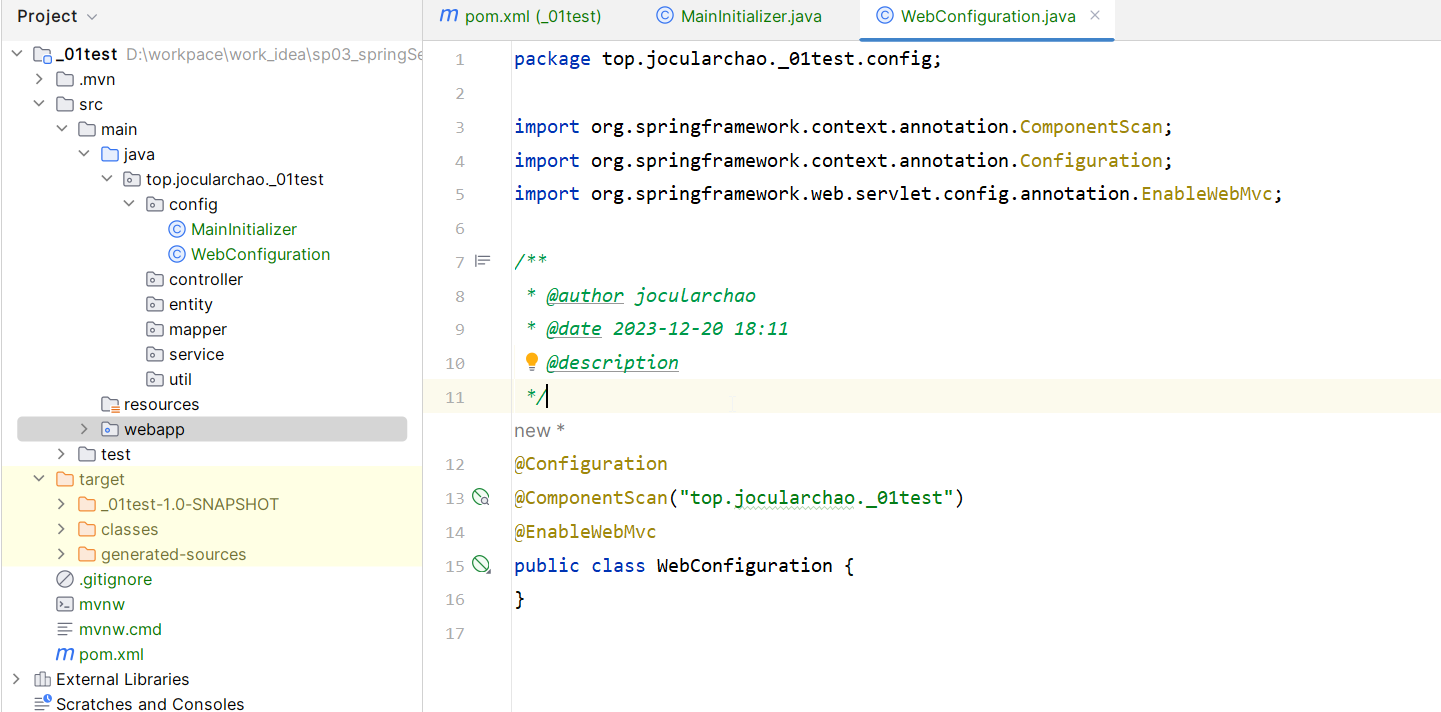 Project
_01test D:\workpace\work_idea\sp03_springSe
.mvn
src
main
java
top.jocularchao._01test
config
MainInitializer
WebConfiguration
controller
entity
mapper
service
util
resources
webapp
test
target
_01test-1.0-SNAPSHOT
classes
generated-sources
.gitignore
mvnw
mvnw.cmd
m pom.xml
External Libraries
Scratches and Consoles
m pom.xml (_01test) C MainInitializer.java C WebConfiguration.java ×
1 package top.jocularchao._01test.config;
2
3 import org.springframework.context.annotation.ComponentScan;
4 import org.springframework.context.annotation.Configuration;
5 import org.springframework.web.servlet.config.annotation.EnableWebMvc;
6
7 /**
8 * @author jocularchao
9 * @date 2023-12-20 18:11
10 @description
11 */
new *
12 @Configuration
13 @ComponentScan("top.jocularchao._01test")
14 @EnableWebMvc
15 public class WebConfiguration {
16 }
17